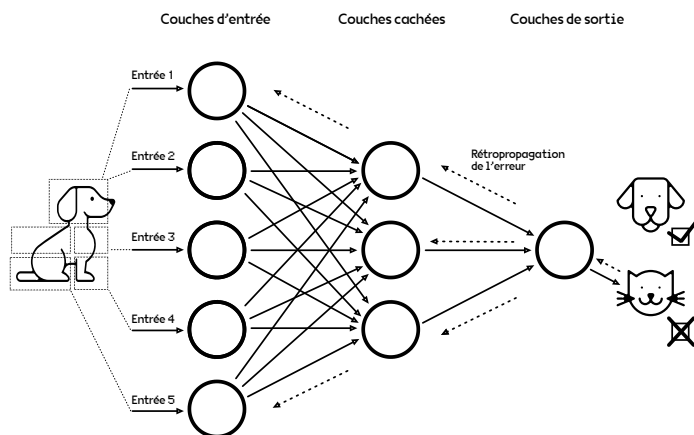 Couches d'entrée
Couches cachées
Couches de sortie
Entrée 1
Entrée 2
Entrée 3
Entrée 4
Entrée 5
Rétropropagation
de l'erreur